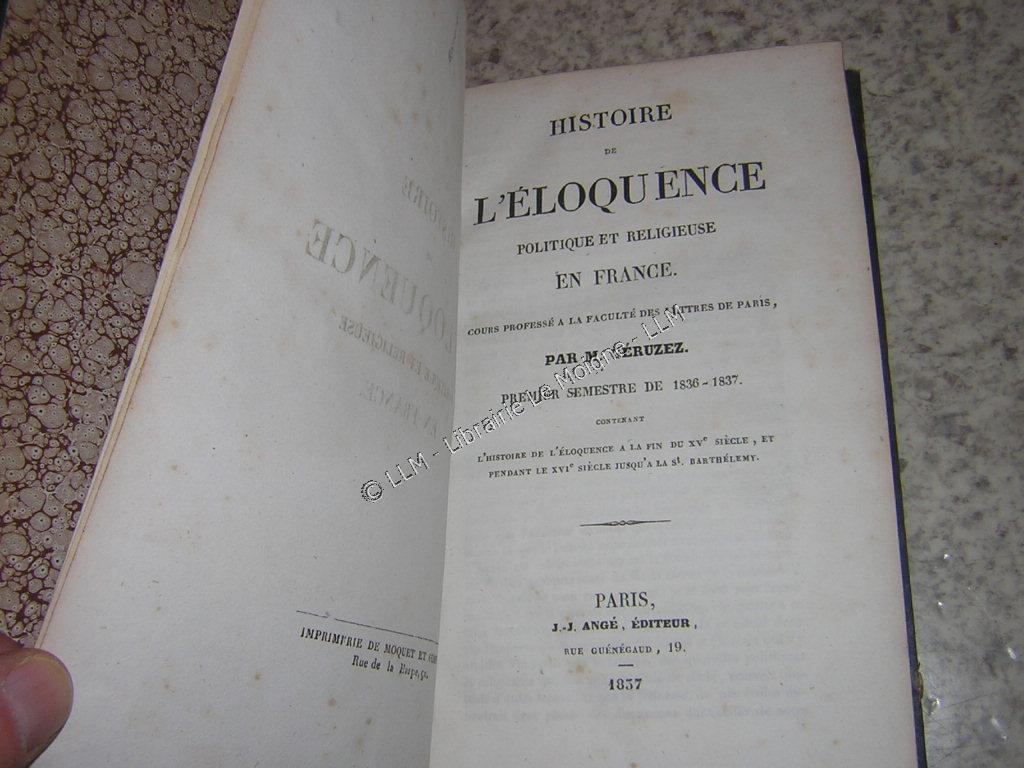 IMPRIMERIE DE MOQUET ET
Rue de la Harpe, 90.
HISTOIRE
DE
L'ÉLOQUENCE
POLITIQUE ET RELIGIEUSE
EN FRANCE.
COURS PROFESSÉ A LA FACULTÉ DES LETTRES DE PARIS,
PAR M. GERUZEZ.
PREMIER SEMESTRE DE 1836-1837.
CONTENANT
L'HISTOIRE DE L'ÉLOQUENCE A LA FIN DU XVe SIÈCLE, ET
PENDANT LE XVIe SIÈCLE JUSQU'A LA St. BARTHÉLEMY.
PARIS,
J.-J. ANGÉ, ÉDITEUR,
RUE GUÉNÉGAUD, 19.
1837
© LLM - Librairie Le Moigne - LLM